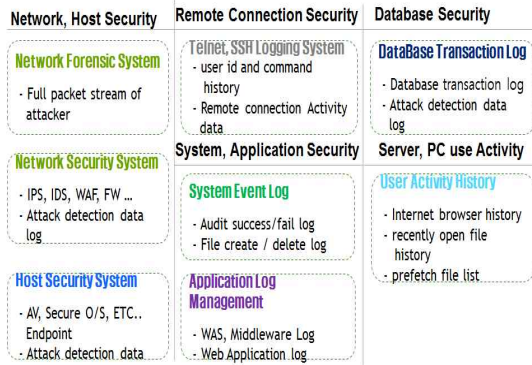 Network, Host Security
Network Forensic System
- Full packet stream of
attacker
Network Security System
- IPS, IDS, WAF, FW ...
- Attack detection data
log
Host Security System
- AV, Secure O/S, ETC..
Endpoint
- Attack detection data
Remote Connection Security
Telnet, SSH Logging System
- user id and command
history
- Remote connection Activity
data
System, Application Security
System Event Log
- Audit success/fail log
- File create / delete log
Application Log
Management
- WAS, Middleware Log
- Web Application log
Database Security
DataBase Transaction Log
- Database transaction log
- Attack detection data
log
Server, PC use Activity
User Activity History
- Internet browser history
- recently open file
history
- prefetch file list